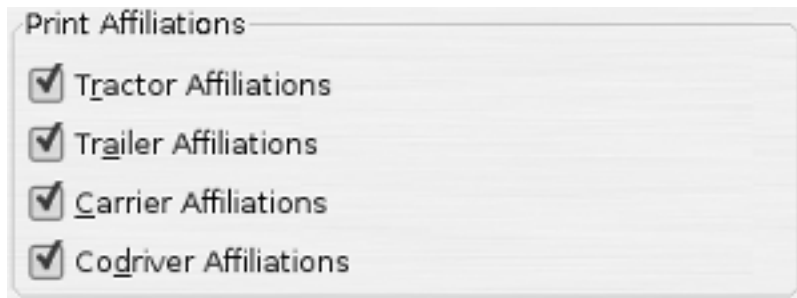 Print Affiliations
Tractor Affiliations
Trailer Affiliations
Carrier Affiliations
Codriver Affiliations